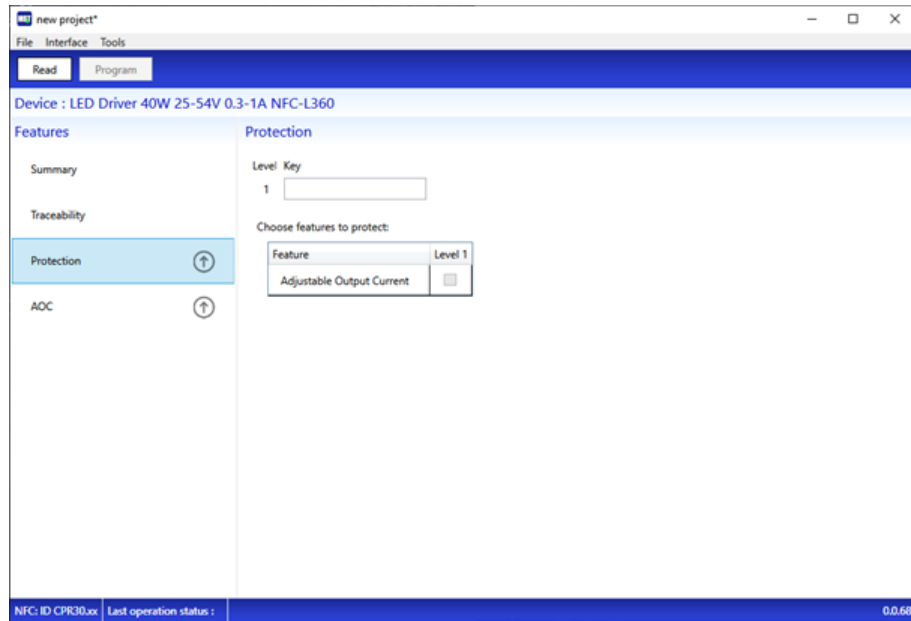 new project*
File Interface Tools
Read Program
Device : LED Driver 40W 25-54V 0.3-1A NFC-L360
Features
Protection
Summary
Traceability
Protection
AOC
Level Key
1
Choose features to protect:
Feature Level 1
Adjustable Output Current
NFC: ID CPR30.xx Last operation status :
0.0.68